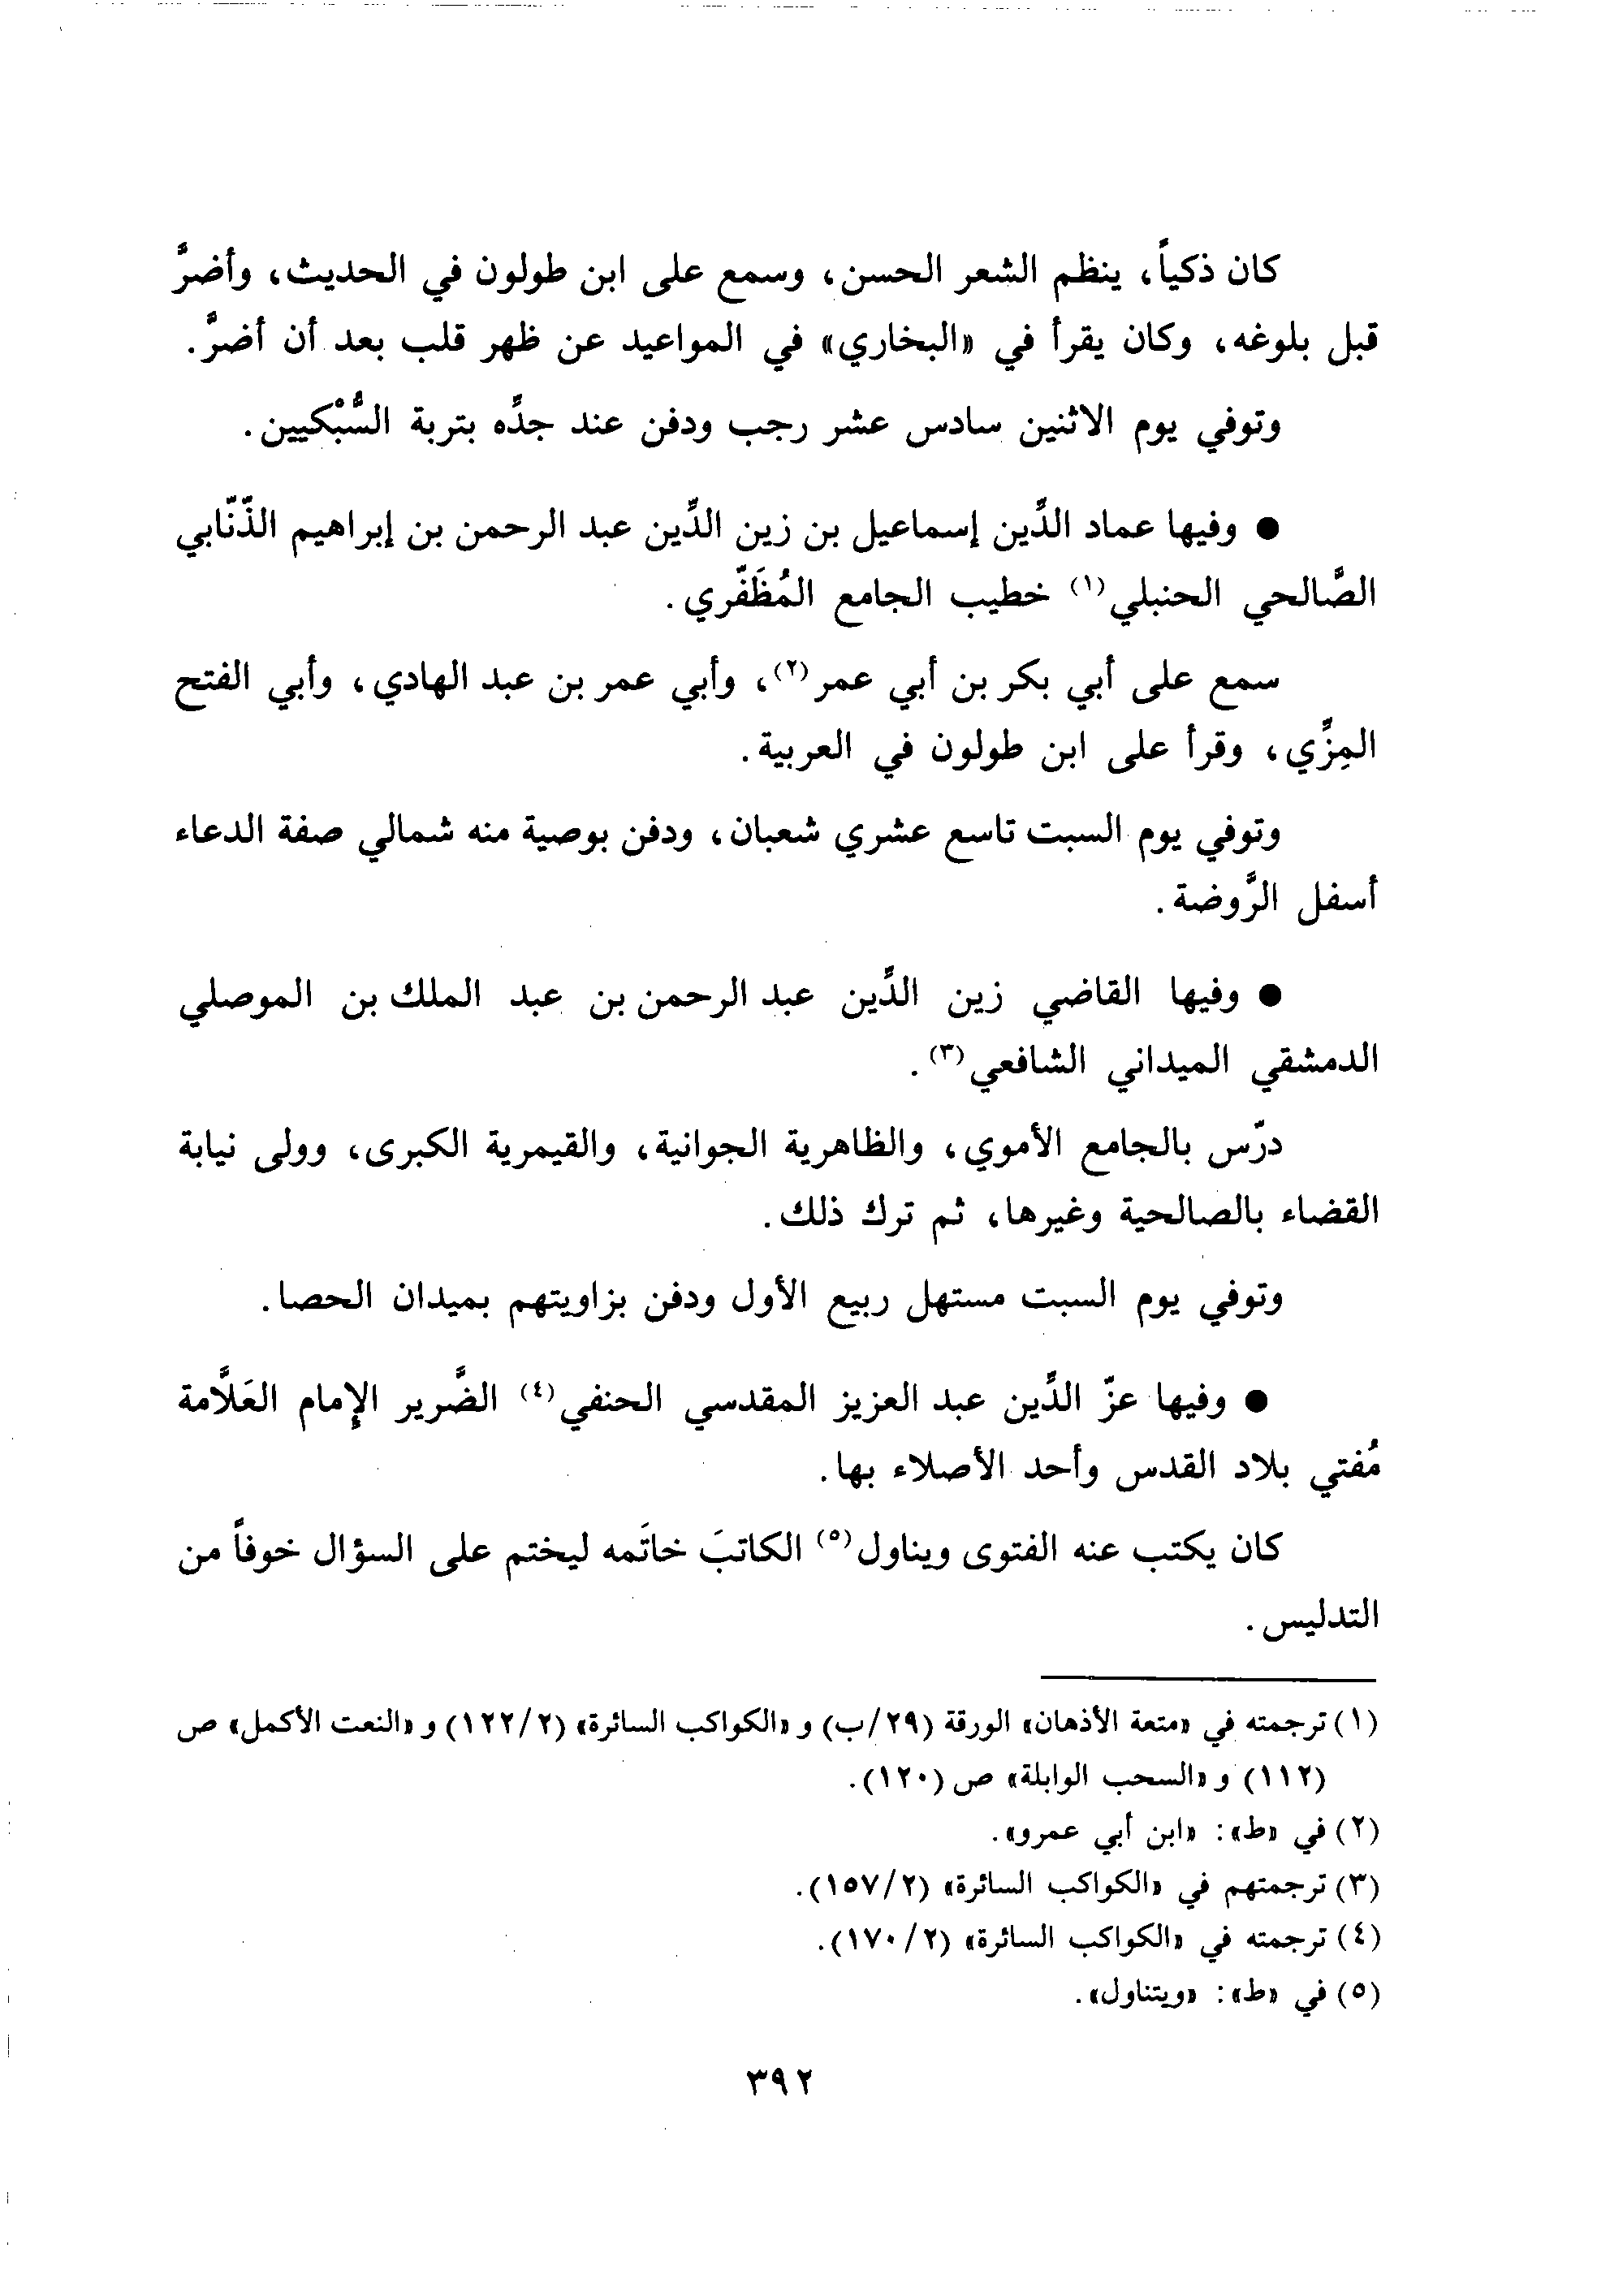 كان ذكياً، ينظم الشعر الحسن، وسمع على ابن طولون في الحديث، وأضرَّ
قبل بلوغه، وكان يقرأ في «البخاري» في المواعيد عن ظهر قلب بعد أن أضرَّ.
وتوفي يوم الاثنين سادس عشر رجب ودفن عند جدِّه بتربة السُّبْكيين.
● وفيها عماد الدِّين إسماعيل بن زين الدِّين عبد الرحمن بن إبراهيم الذّنّابي
الصَّالحي الحنبلي(١) خطيب الجامع المُظَفّري.
سمع على أبي بكر بن أبي عمر(٢)، وأبي عمر بن عبد الهادي، وأبي الفتح
المِزِّي، وقرأ على ابن طولون في العربية.
وتوفي يوم السبت تاسع عشري شعبان، ودفن بوصية منه شمالي صفة الدعاء
أسفل الرَّوضة.
● وفيها القاضي زين الدِّين عبد الرحمن بن عبد الملك بن الموصلي
الدمشقي الميداني الشافعي(٣).
درّس بالجامع الأموي، والظاهرية الجوانية، والقيمرية الكبرى، وولى نيابة
القضاء بالصالحية وغيرها، ثم ترك ذلك.
وتوفي يوم السبت مستهل ربيع الأول ودفن بزاويتهم بميدان الحصا.
● وفيها عزّ الدِّين عبد العزيز المقدسي الحنفي(٤) الضَّرير الإمام العَلَّامة
مُفتي بلاد القدس وأحد الأصلاء بها.
كان يكتب عنه الفتوى ويناول(٥) الكاتبَ خاتَمه ليختم على السؤال خوفاً من
التدليس.
(١) ترجمته في «متعة الأذهان» الورقة (٢٩/ب) و«الكواكب السائرة» (١٢٢/٢) و«النعت الأكمل» ص
(١١٢) و«السحب الوابلة» ص (١٢٠).
(٢) في «ط»: «ابن أبي عمرو».
(٣) ترجمتهم في «الكواكب السائرة» (١٥٧/٢).
(٤) ترجمته في «الكواكب السائرة» (١٧٠/٢).
(٥) في «ط»: «ويتناول».
٣٩٢